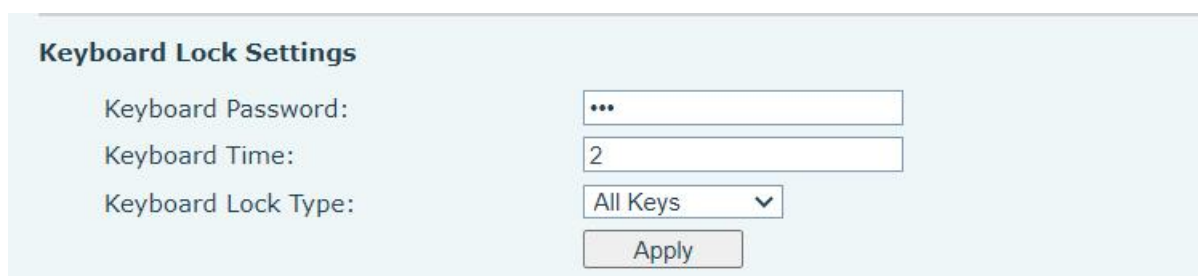 Keyboard Lock Settings
Keyboard Password: •••
Keyboard Time: 2
Keyboard Lock Type: All Keys
Apply